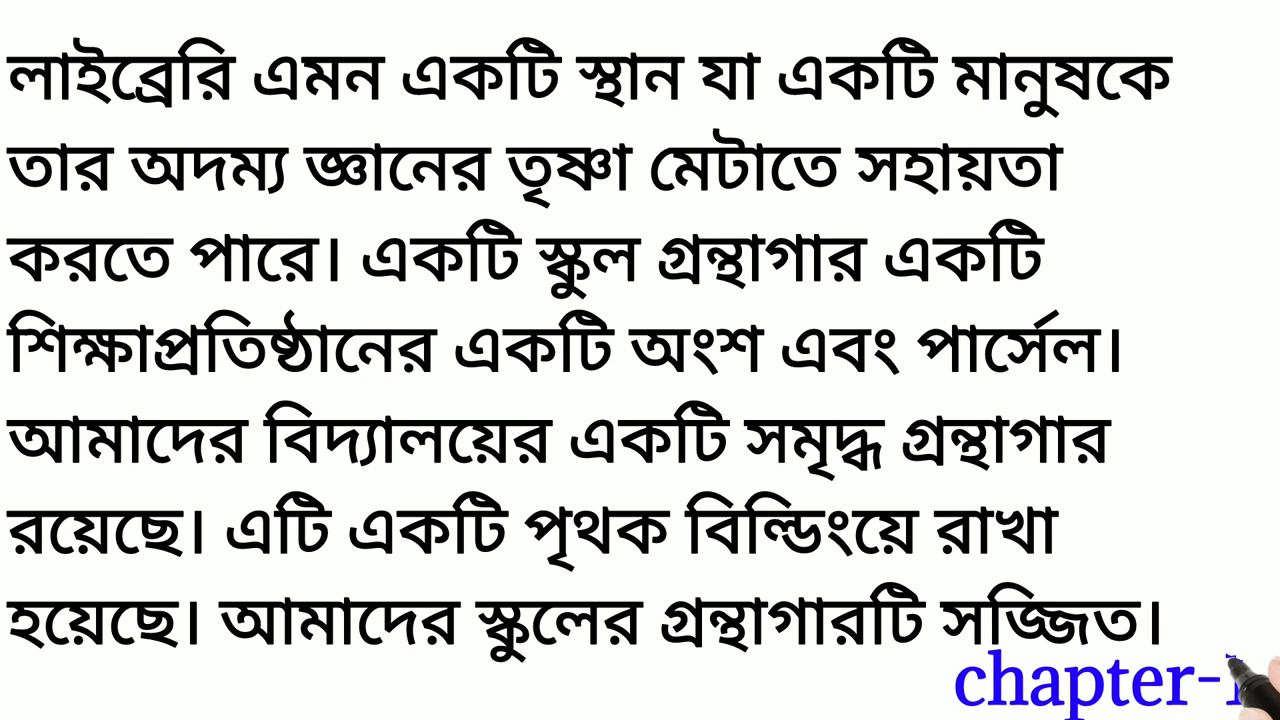 লাইব্রেরি এমন একটি স্থান যা একটি মানুষকে
তার অদম্য জ্ঞানের তৃষ্ণা মেটাতে সহায়তা
করতে পারে। একটি স্কুল গ্রন্থাগার একটি
শিক্ষাপ্রতিষ্ঠানের একটি অংশ এবং পার্সেল।
আমাদের বিদ্যালয়ের একটি সমৃদ্ধ গ্রন্থাগার
রয়েছে। এটি একটি পৃথক বিল্ডিংয়ে রাখা
হয়েছে। আমাদের স্কুলের গ্রন্থাগারটি সজ্জিত।
chapter-